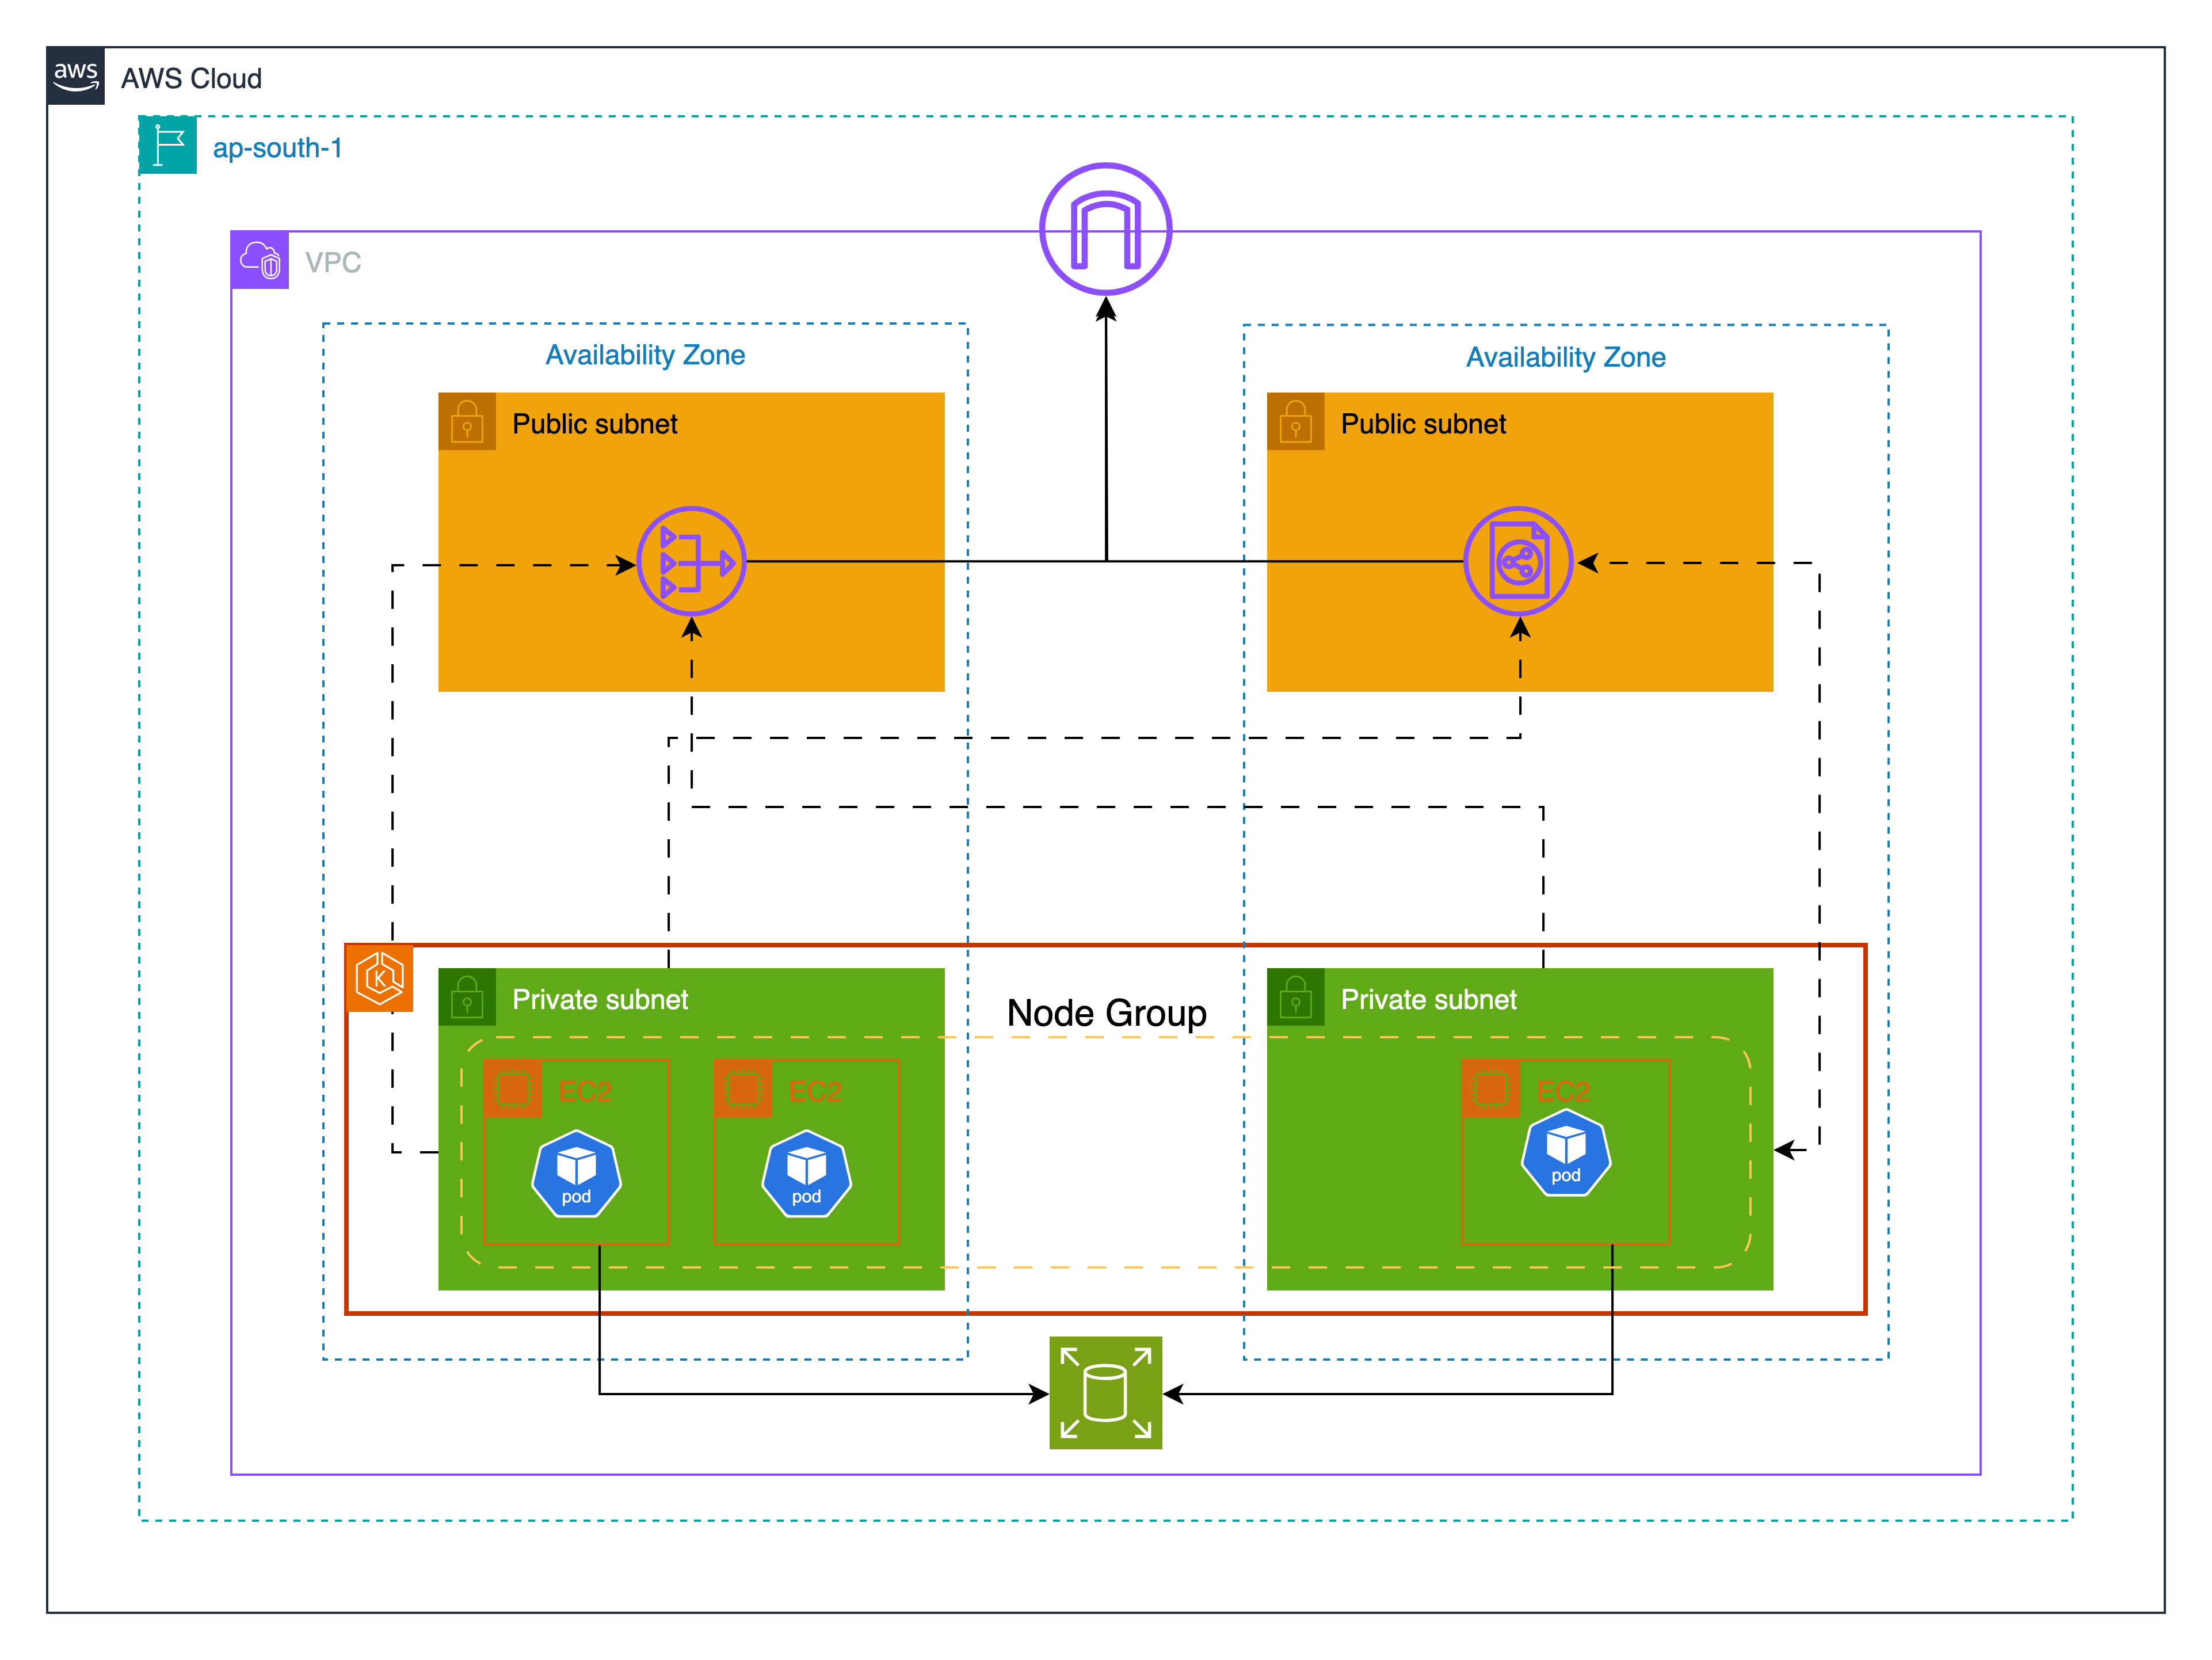 aws
AWS Cloud
ap-south-1
VPC
Availability Zone
Availability Zone
Public subnet
Public subnet
K
Private subnet
Node Group
Private subnet
EC2
EC2
EC2
pod
pod
pod